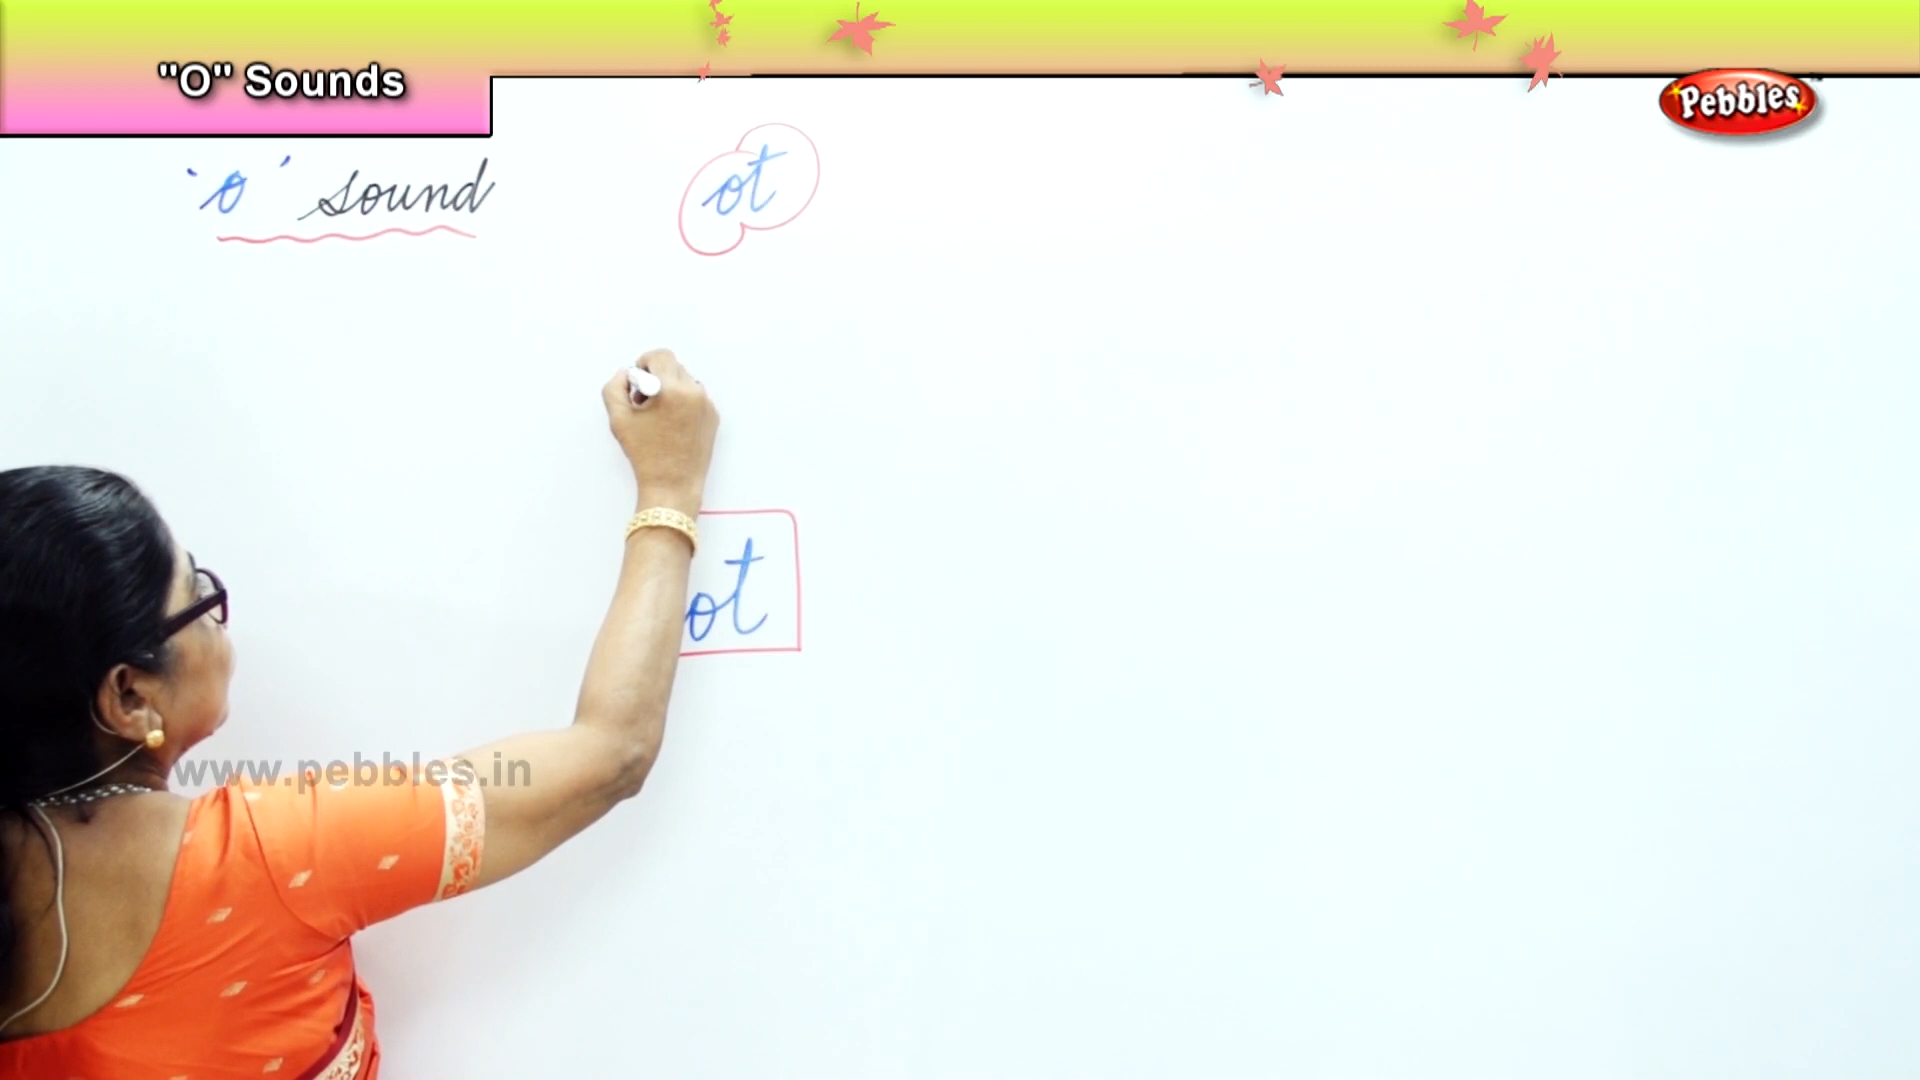 "O" Sounds
Pebbles
'o' sound
ot
ot
www.pebbles.in